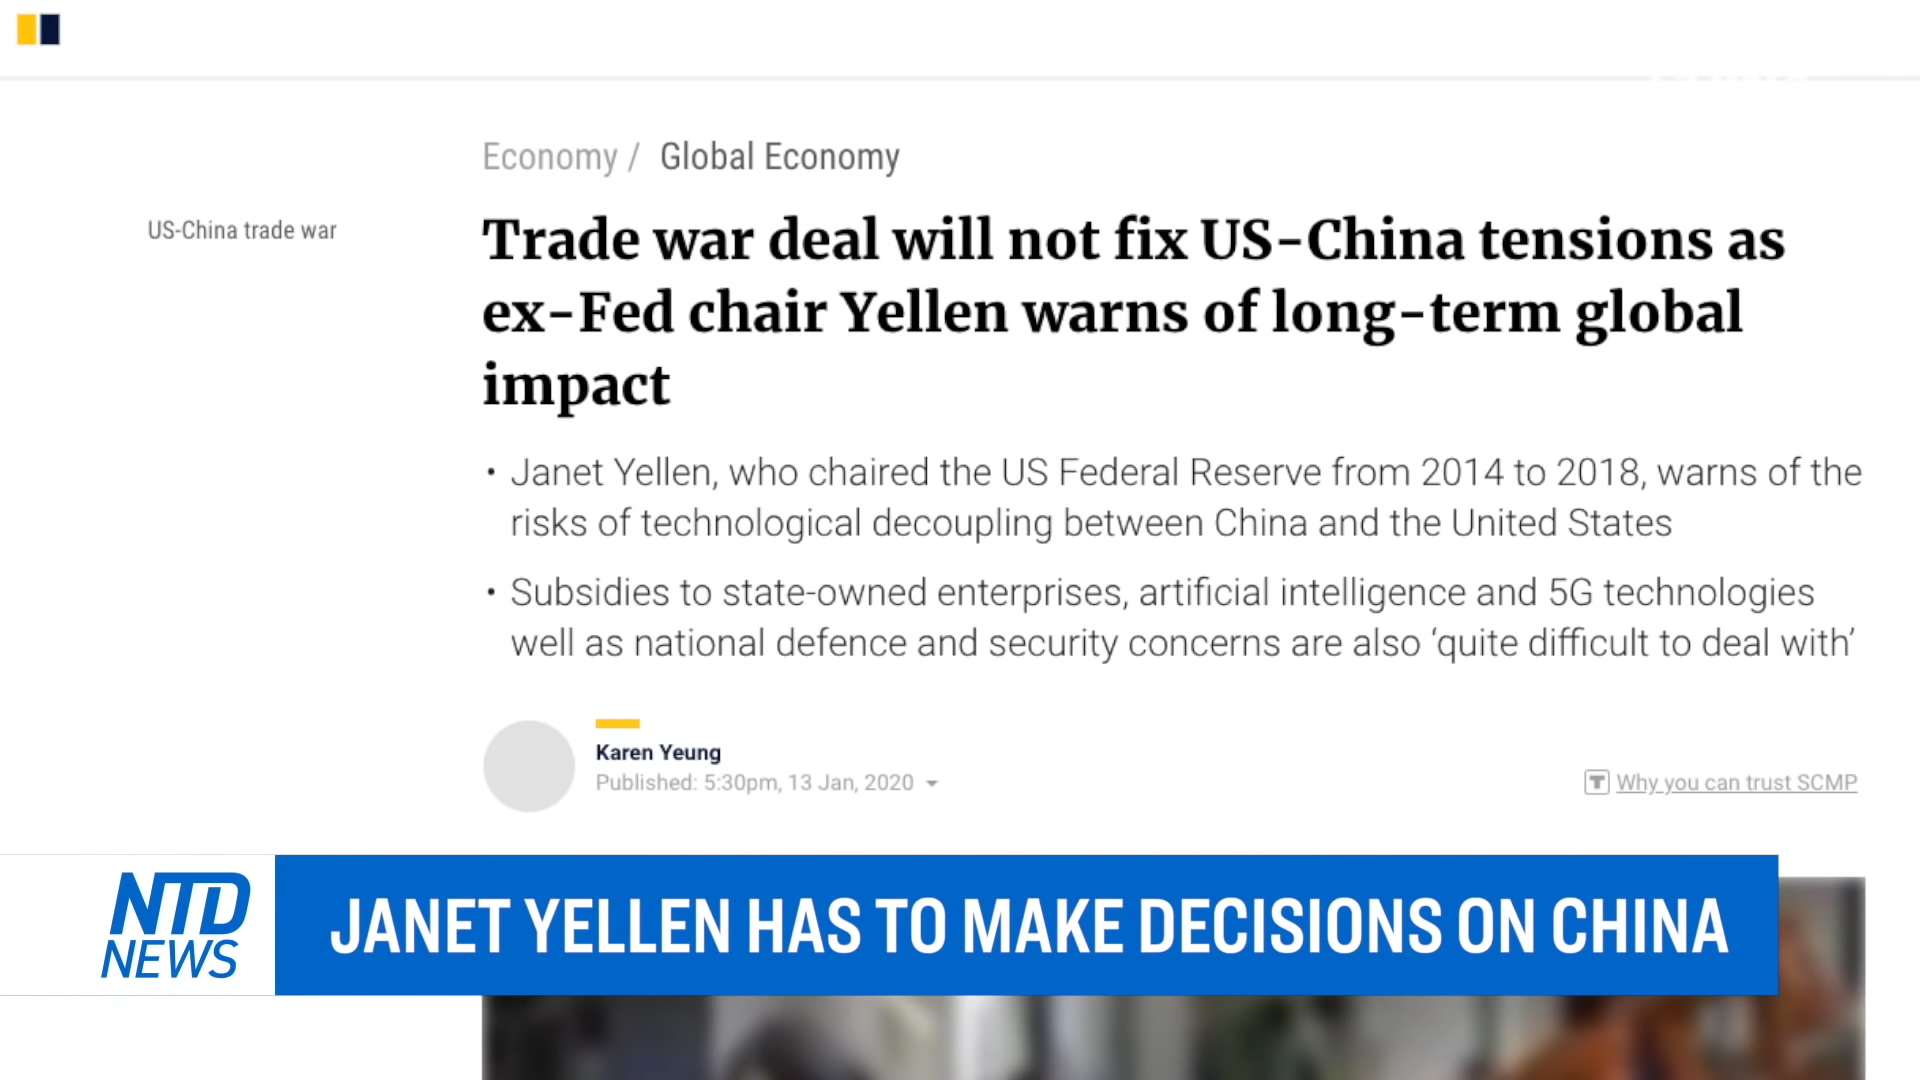 Economy / Global Economy
US-China trade war
Trade war deal will not fix US-China tensions as
ex-Fed chair Yellen warns of long-term global
impact
• Janet Yellen, who chaired the US Federal Reserve from 2014 to 2018, warns of the
risks of technological decoupling between China and the United States
• Subsidies to state-owned enterprises, artificial intelligence and 5G technologies
well as national defence and security concerns are also ‘quite difficult to deal with’
Karen Yeung
Published: 5:30pm, 13 Jan, 2020
T Why you can trust SCMP
NTD
NEWS
JANET YELLEN HAS TO MAKE DECISIONS ON CHINA